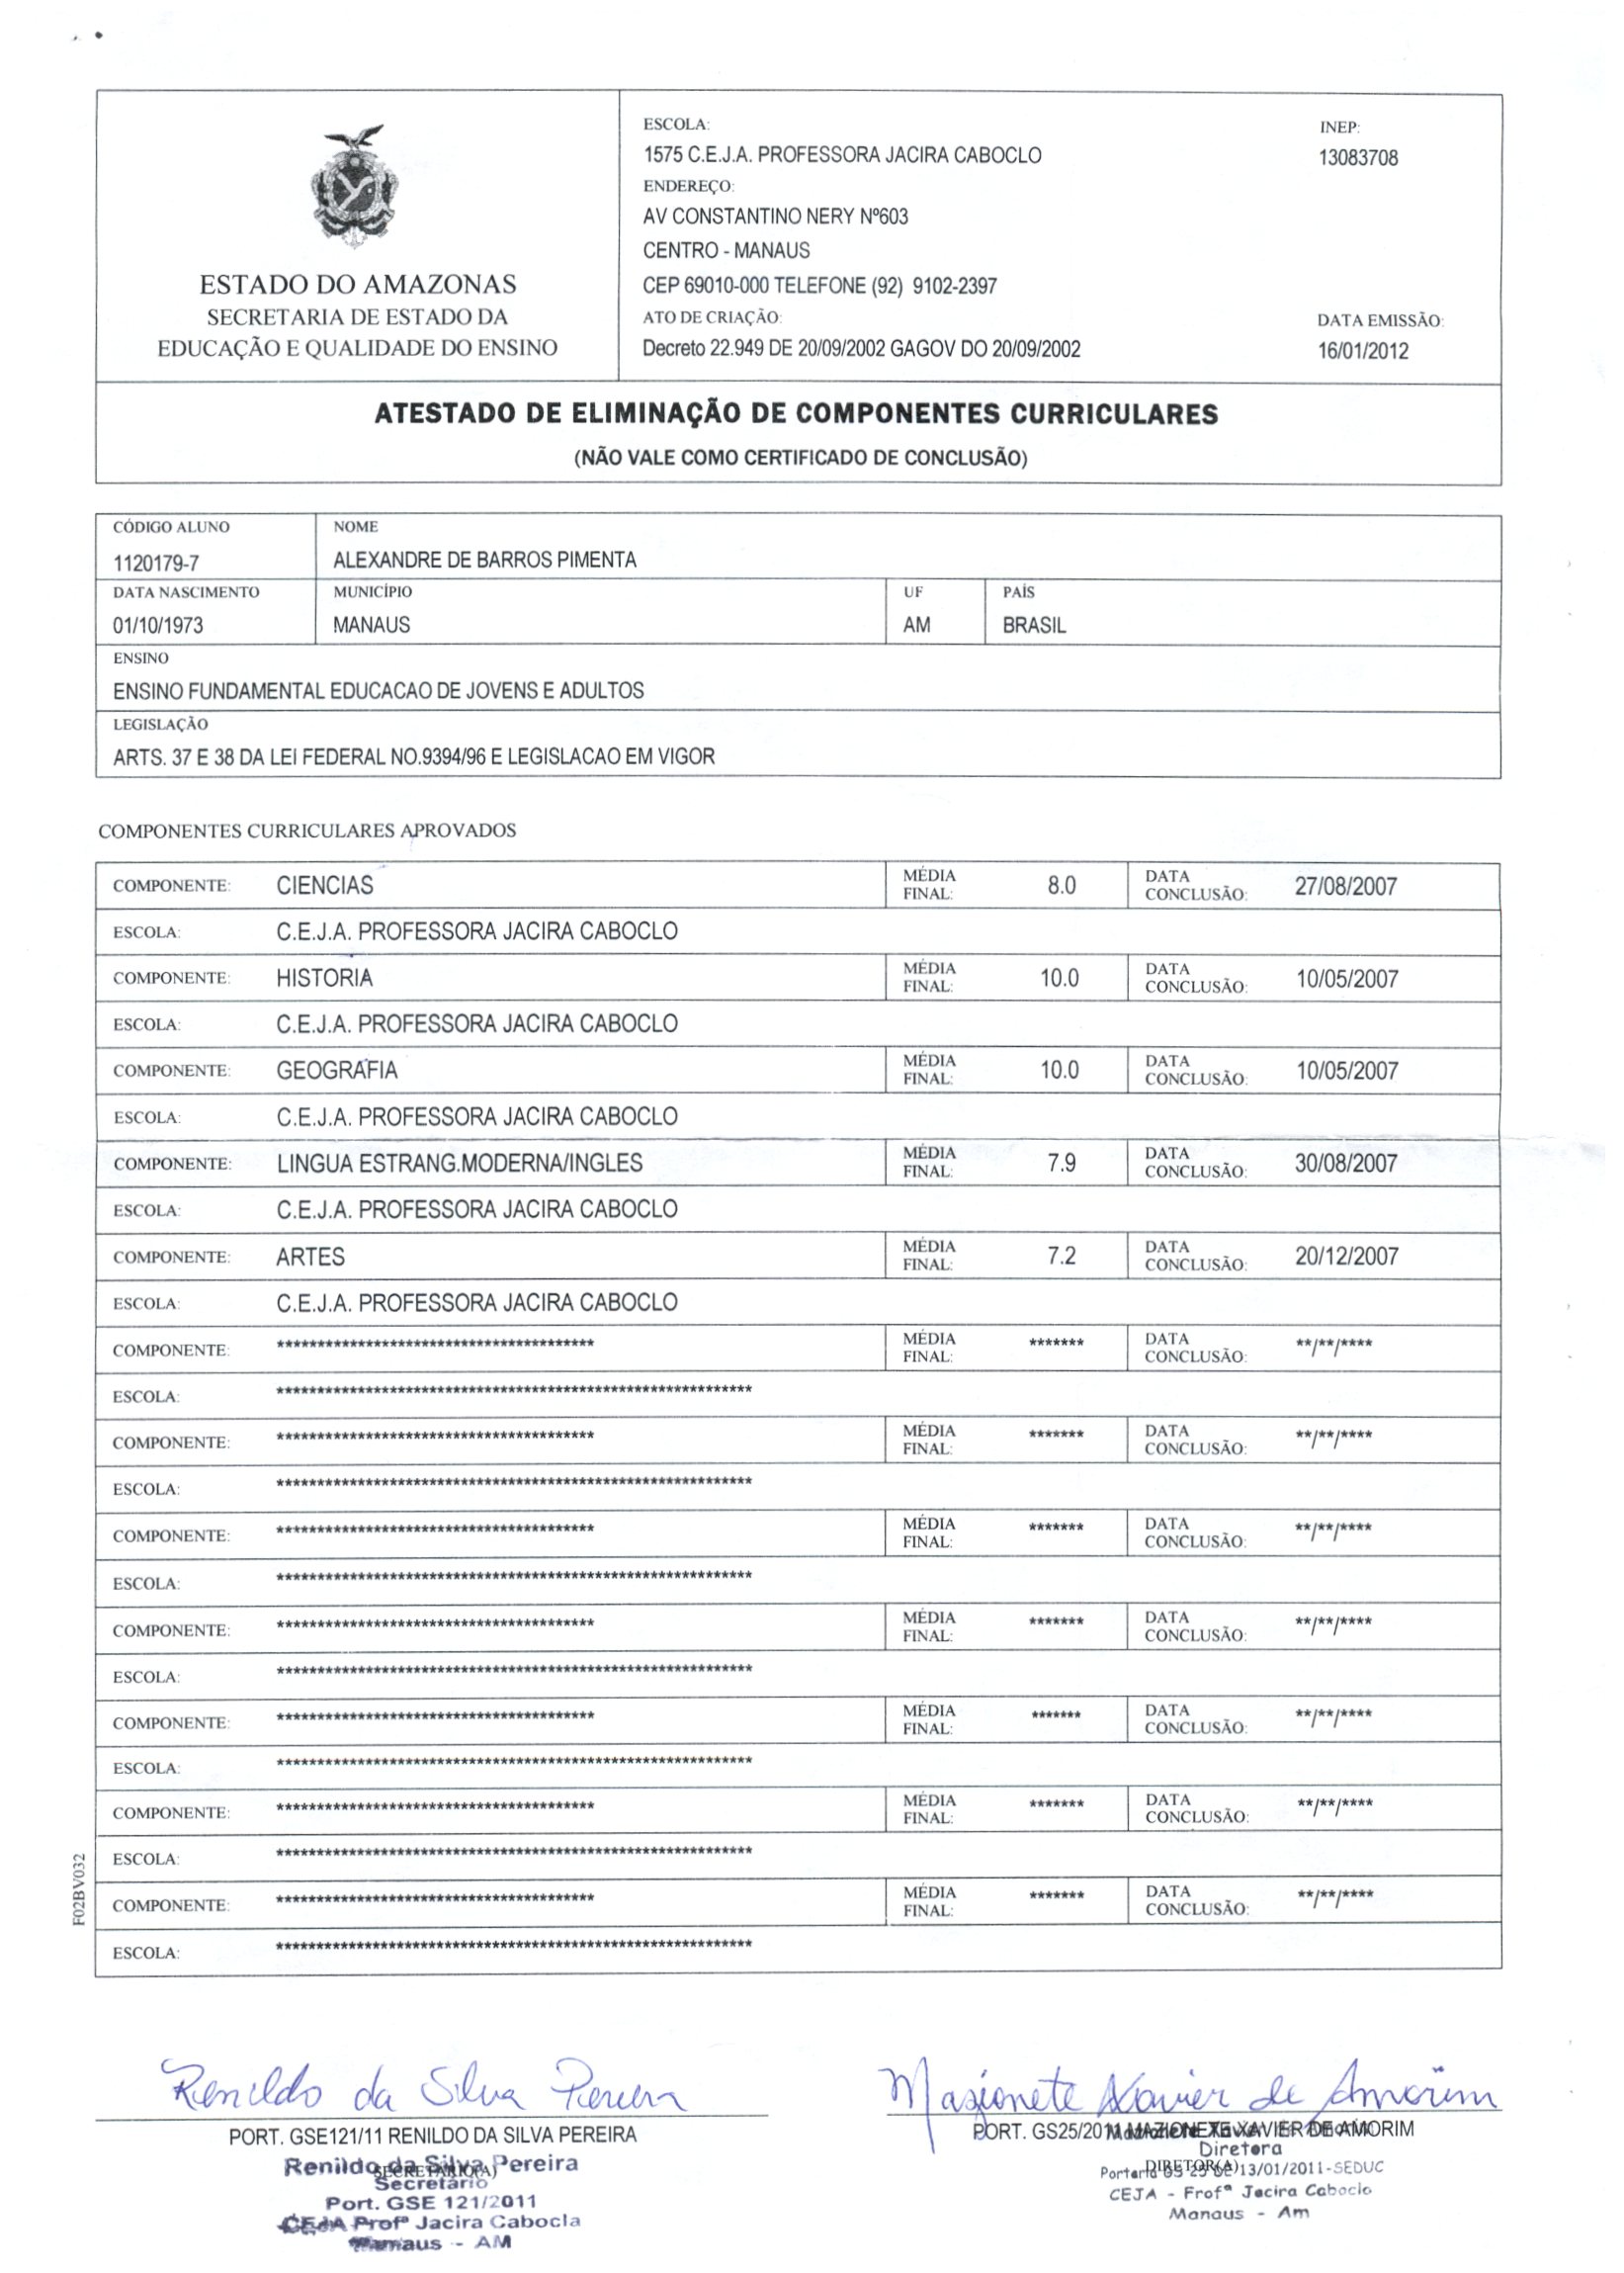 ESTADO DO AMAZONAS
SECRETARIA DE ESTADO DA
EDUCAÇÃO E QUALIDADE DO ENSINO
ESCOLA:
1575 C.E.J.A. PROFESSORA JACIRA CABOCLO
INEP:
13083708
ENDEREÇO:
AV CONSTANTINO NERY Nº603
CENTRO - MANAUS
CEP 69010-000 TELEFONE (92) 9102-2397
ATO DE CRIAÇÃO:
Decreto 22.949 DE 20/09/2002 GAGOV DO 20/09/2002
DATA EMISSÃO:
16/01/2012
ATESTADO DE ELIMINAÇÃO DE COMPONENTES CURRICULARES
(NÃO VALE COMO CERTIFICADO DE CONCLUSÃO)
CÓDIGO ALUNO
1120179-7
NOME
ALEXANDRE DE BARROS PIMENTA
DATA NASCIMENTO
01/10/1973
MUNICÍPIO
MANAUS
UF
AM
PAÍS
BRASIL
ENSINO
ENSINO FUNDAMENTAL EDUCACAO DE JOVENS E ADULTOS
LEGISLAÇÃO
ARTS. 37 E 38 DA LEI FEDERAL NO.9394/96 E LEGISLACAO EM VIGOR
COMPONENTES CURRICULARES APROVADOS
COMPONENTE: CIENCIAS MÉDIA FINAL: 8.0 DATA CONCLUSÃO: 27/08/2007
ESCOLA: C.E.J.A. PROFESSORA JACIRA CABOCLO
COMPONENTE: HISTORIA MÉDIA FINAL: 10.0 DATA CONCLUSÃO: 10/05/2007
ESCOLA: C.E.J.A. PROFESSORA JACIRA CABOCLO
COMPONENTE: GEOGRAFIA MÉDIA FINAL: 10.0 DATA CONCLUSÃO: 10/05/2007
ESCOLA: C.E.J.A. PROFESSORA JACIRA CABOCLO
COMPONENTE: LINGUA ESTRANG.MODERNA/INGLES MÉDIA FINAL: 7.9 DATA CONCLUSÃO: 30/08/2007
ESCOLA: C.E.J.A. PROFESSORA JACIRA CABOCLO
COMPONENTE: ARTES MÉDIA FINAL: 7.2 DATA CONCLUSÃO: 20/12/2007
ESCOLA: C.E.J.A. PROFESSORA JACIRA CABOCLO
COMPONENTE: *************************************** MÉDIA FINAL: ******* DATA CONCLUSÃO: **/**/****
ESCOLA: ***********************************************************
COMPONENTE: *************************************** MÉDIA FINAL: ******* DATA CONCLUSÃO: **/**/****
ESCOLA: ***********************************************************
COMPONENTE: *************************************** MÉDIA FINAL: ******* DATA CONCLUSÃO: **/**/****
ESCOLA: ***********************************************************
COMPONENTE: *************************************** MÉDIA FINAL: ******* DATA CONCLUSÃO: **/**/****
ESCOLA: ***********************************************************
COMPONENTE: *************************************** MÉDIA FINAL: ******* DATA CONCLUSÃO: **/**/****
ESCOLA: ***********************************************************
COMPONENTE: *************************************** MÉDIA FINAL: ******* DATA CONCLUSÃO: **/**/****
ESCOLA: ***********************************************************
COMPONENTE: *************************************** MÉDIA FINAL: ******* DATA CONCLUSÃO: **/**/****
ESCOLA: ***********************************************************
F02BV032
Renildo da Silva Pereira
PORT. GSE121/11 RENILDO DA SILVA PEREIRA
SECRETÁRIO(A)
Renildo da Silva Pereira
Secretário
Port. GSE 121/2011
CEJA Profª Jacira Cabocla
Manaus - AM
Mazionete Xavier de Amorim
PORT. GS25/2011 MAZIONETE XAVIER DE AMORIM
DIRETOR(A)
Diretora
Portaria GS 25 DE 13/01/2011-SEDUC
CEJA - Profª Jacira Caboclo
Manaus - Am